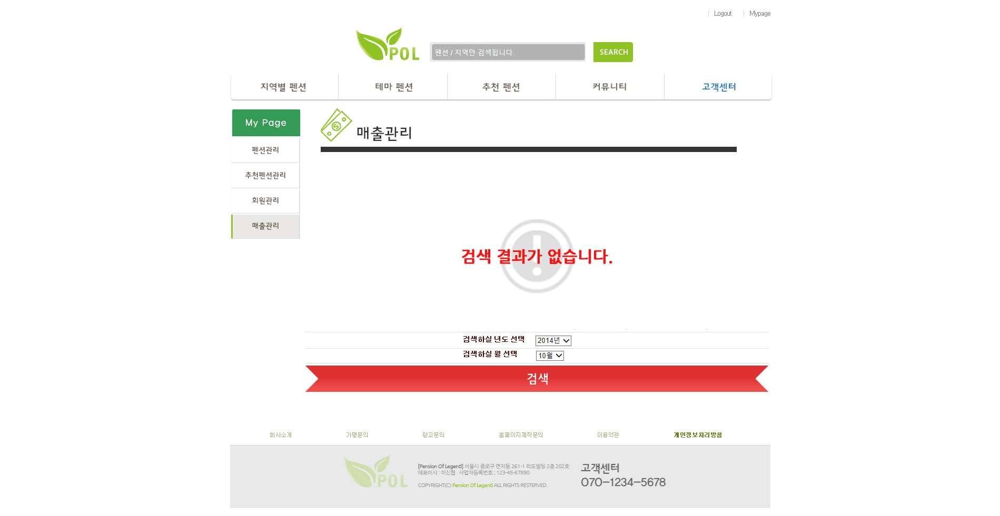 Logout
Mypage
POL
펜션 / 지역만 검색됩니다.
SEARCH
지역별 펜션
테마 펜션
추천 펜션
커뮤니티
고객센터
My Page
펜션관리
추천펜션관리
회원관리
매출관리
매출관리
검색 결과가 없습니다.
검색하실 년도 선택
2014년
검색하실 월 선택
10월
검색
회사소개
가맹문의
광고문의
홈페이지제작문의
이용약관
개인정보처리방침
POL
[Pension Of Legend] 서울시 종로구 연지동 261-1 리도빌딩 2층 202호
대표이사 : 이신협 사업자등록번호 ; 123-45-67890
COPYRIGHT(C) Pension Of Legend ALL RIGHTS RESTERVED.
고객센터
070-1234-5678